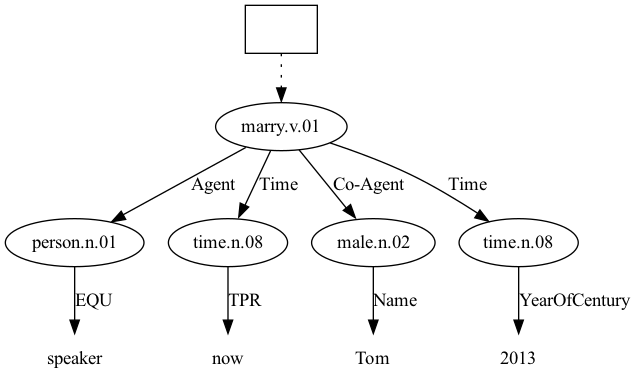 marry.v.01
Agent Time Co-Agent Time
person.n.01 time.n.08 male.n.02 time.n.08
EQU TPR Name YearOfCentury
speaker now Tom 2013